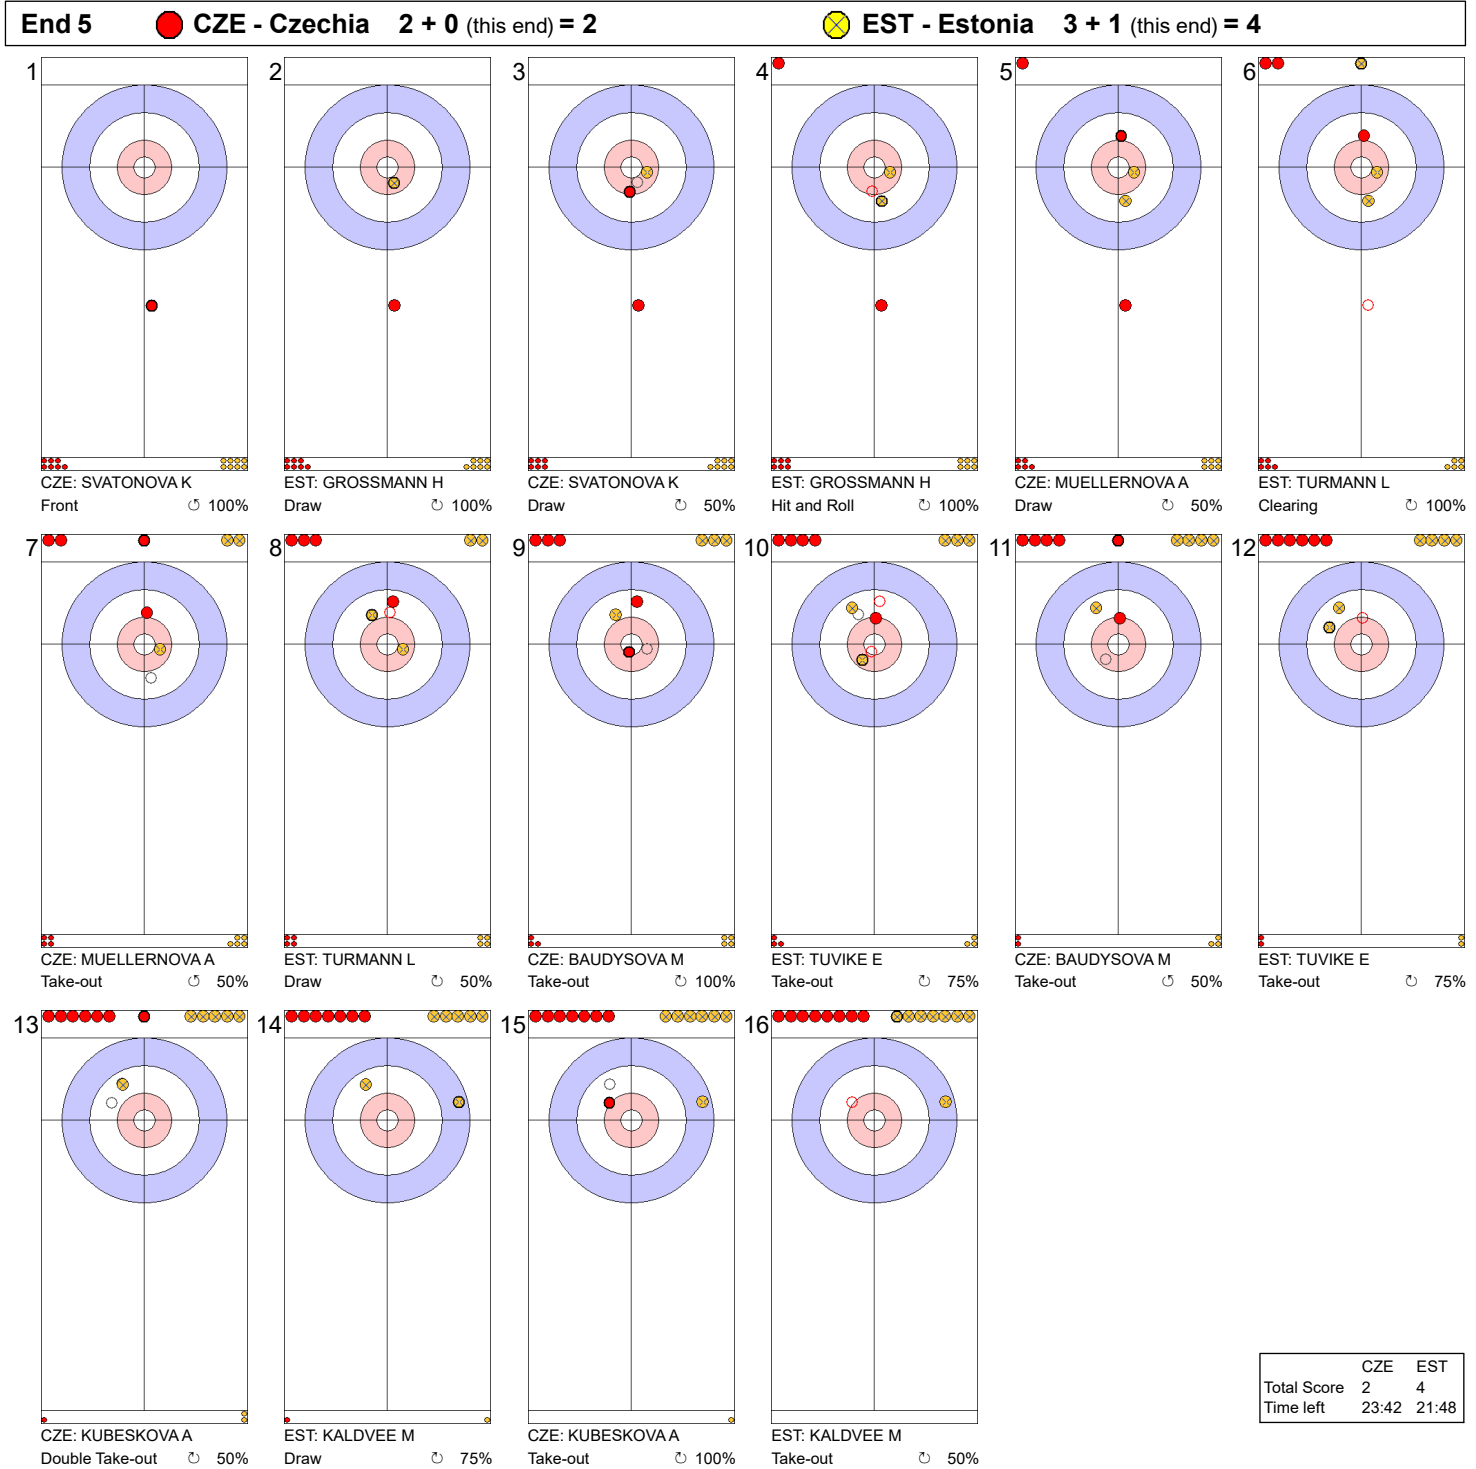 End 5 CZE - Czechia 2 + 0 (this end) = 2 EST - Estonia 3 + 1 (this end) = 4
1 2 3 4 5 6
CZE: SVATONOVA K EST: GROSSMANN H CZE: SVATONOVA K EST: GROSSMANN H CZE: MUELLERNOVA A EST: TURMANN L
Front ↺ 100% Draw ↻ 100% Draw ↻ 50% Hit and Roll ↻ 100% Draw ↻ 50% Clearing ↻ 100%
7 8 9 10 11 12
CZE: MUELLERNOVA A EST: TURMANN L CZE: BAUDYSOVA M EST: TUVIKE E CZE: BAUDYSOVA M EST: TUVIKE E
Take-out ↺ 50% Draw ↺ 50% Take-out ↻ 100% Take-out ↻ 75% Take-out ↺ 50% Take-out ↻ 75%
13 14 15 16
CZE: KUBESKOVA A EST: KALDVEE M CZE: KUBESKOVA A EST: KALDVEE M
Double Take-out ↻ 50% Draw ↻ 75% Take-out ↻ 100% Take-out ↻ 50%
CZE EST
Total Score 2 4
Time left 23:42 21:48